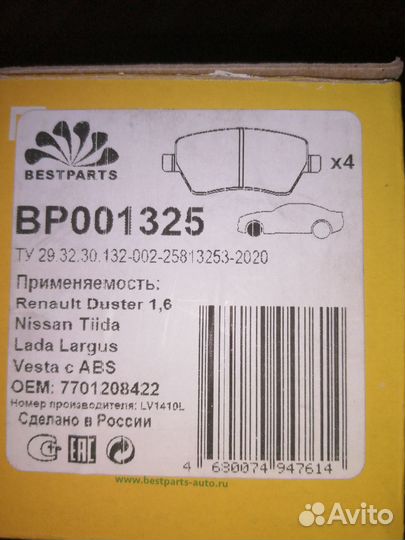 BESTPARTS
x4
BP001325
ТУ 29.32.30.132-002-25813253-2020
Применяемость:
Renault Duster 1,6
Nissan Tiida
Lada Largus
Vesta с ABS
OEM: 7701208422
Номер производителя: LV1410L
Сделано в России
EAC
4 680074 947614
www.bestparts-auto.ru
Avito